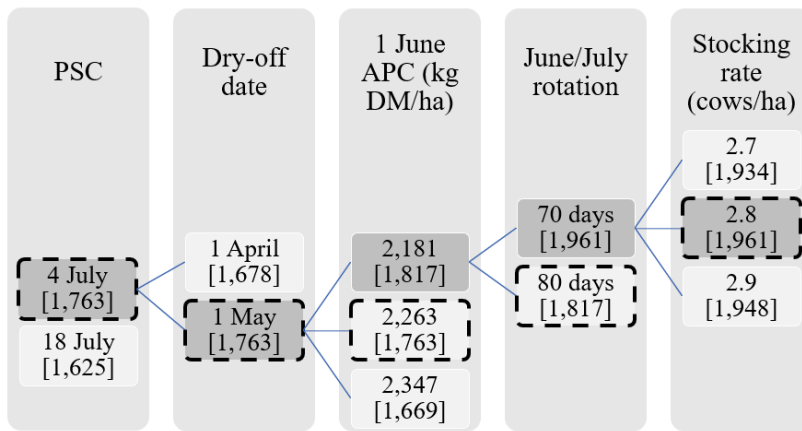 PSC
4 July
[1,763]
18 July
[1,625]
Dry-off
date
1 April
[1,678]
1 May
[1,763]
1 June
APC (kg
DM/ha)
2,181
[1,817]
2,263
[1,763]
2,347
[1,669]
June/July
rotation
70 days
[1,961]
80 days
[1,817]
Stocking
rate
(cows/ha)
2.7
[1,934]
2.8
[1,961]
2.9
[1,948]